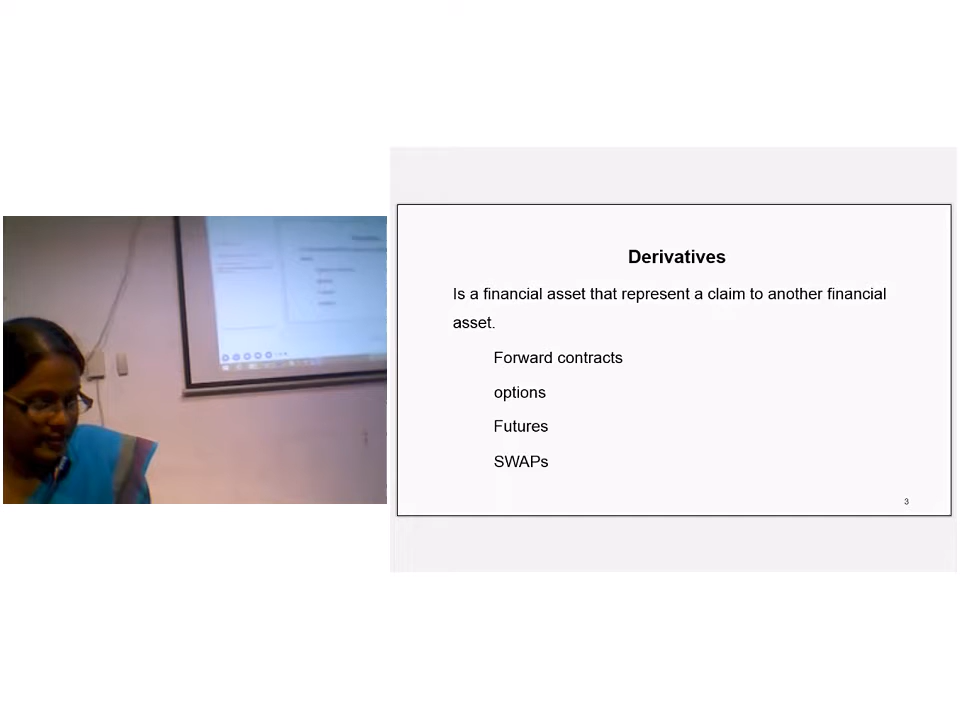 Derivatives
Is a financial asset that represent a claim to another financial
asset.
Forward contracts
options
Futures
SWAPs
3